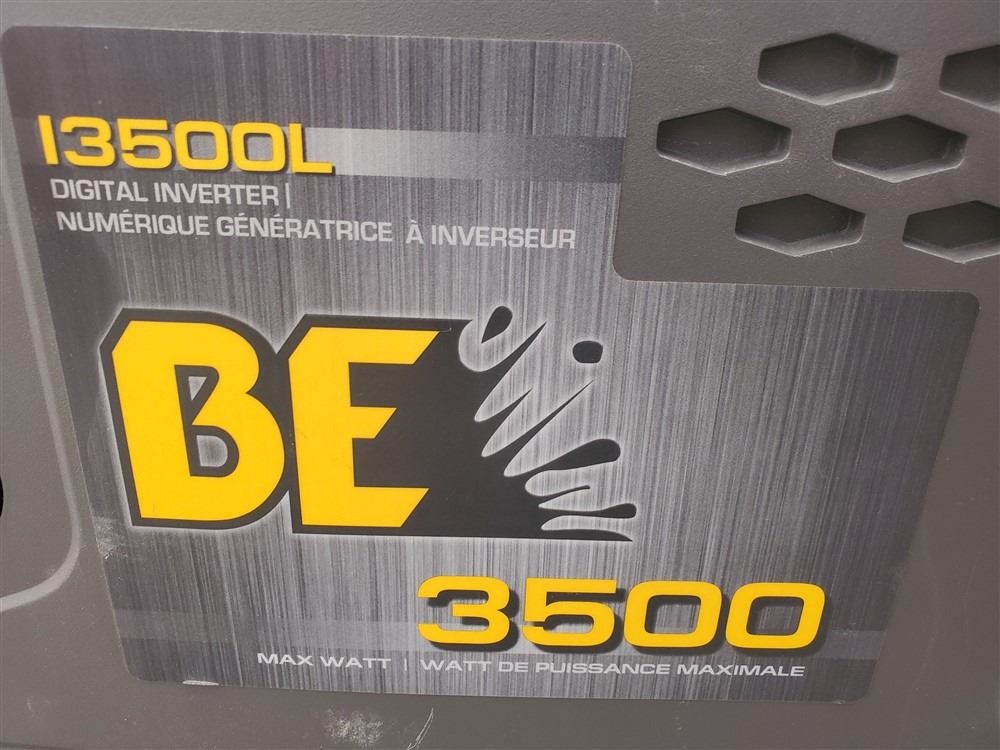 I3500L
DIGITAL INVERTER |
NUMÉRIQUE GÉNÉRATRICE À INVERSEUR
BE
3500
MAX WATT | WATT DE PUISSANCE MAXIMALE